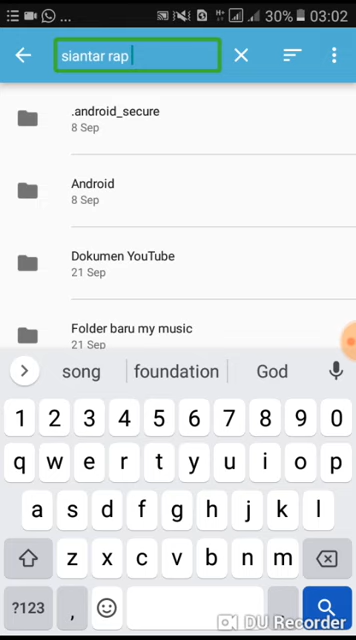 30% 03:02
siantar rap
.android_secure
8 Sep
Android
8 Sep
Dokumen YouTube
21 Sep
Folder baru my music
21 Sep
song foundation God
1 2 3 4 5 6 7 8 9 0
q w e r t y u i o p
a s d f g h j k l
z x c v b n m
?123 , .
DU Recorder